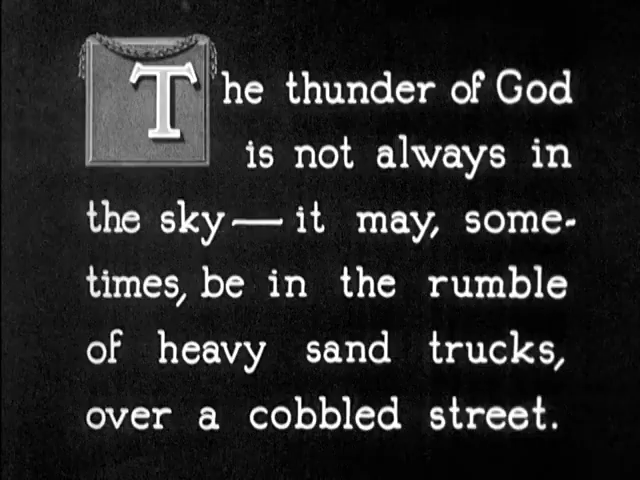 The thunder of God
is not always in
the sky — it may, some-
times, be in the rumble
of heavy sand trucks,
over a cobbled street.